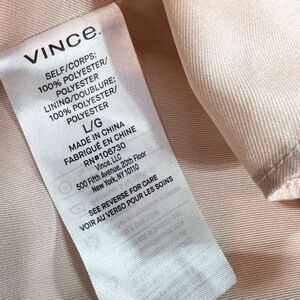 VINCE.
SELF/CORPS:
100% POLYESTER/
POLYESTER
LINING/DOUBLURE:
100% POLYESTER/
POLYESTER
L/G
MADE IN CHINA
FABRIQUÉ EN CHINE
RN#106730
Vince, LLC
500 Fifth Avenue, 20th Floor
New York, NY 10110
SEE REVERSE FOR CARE
VOIR AU VERSO POUR LES SOINS